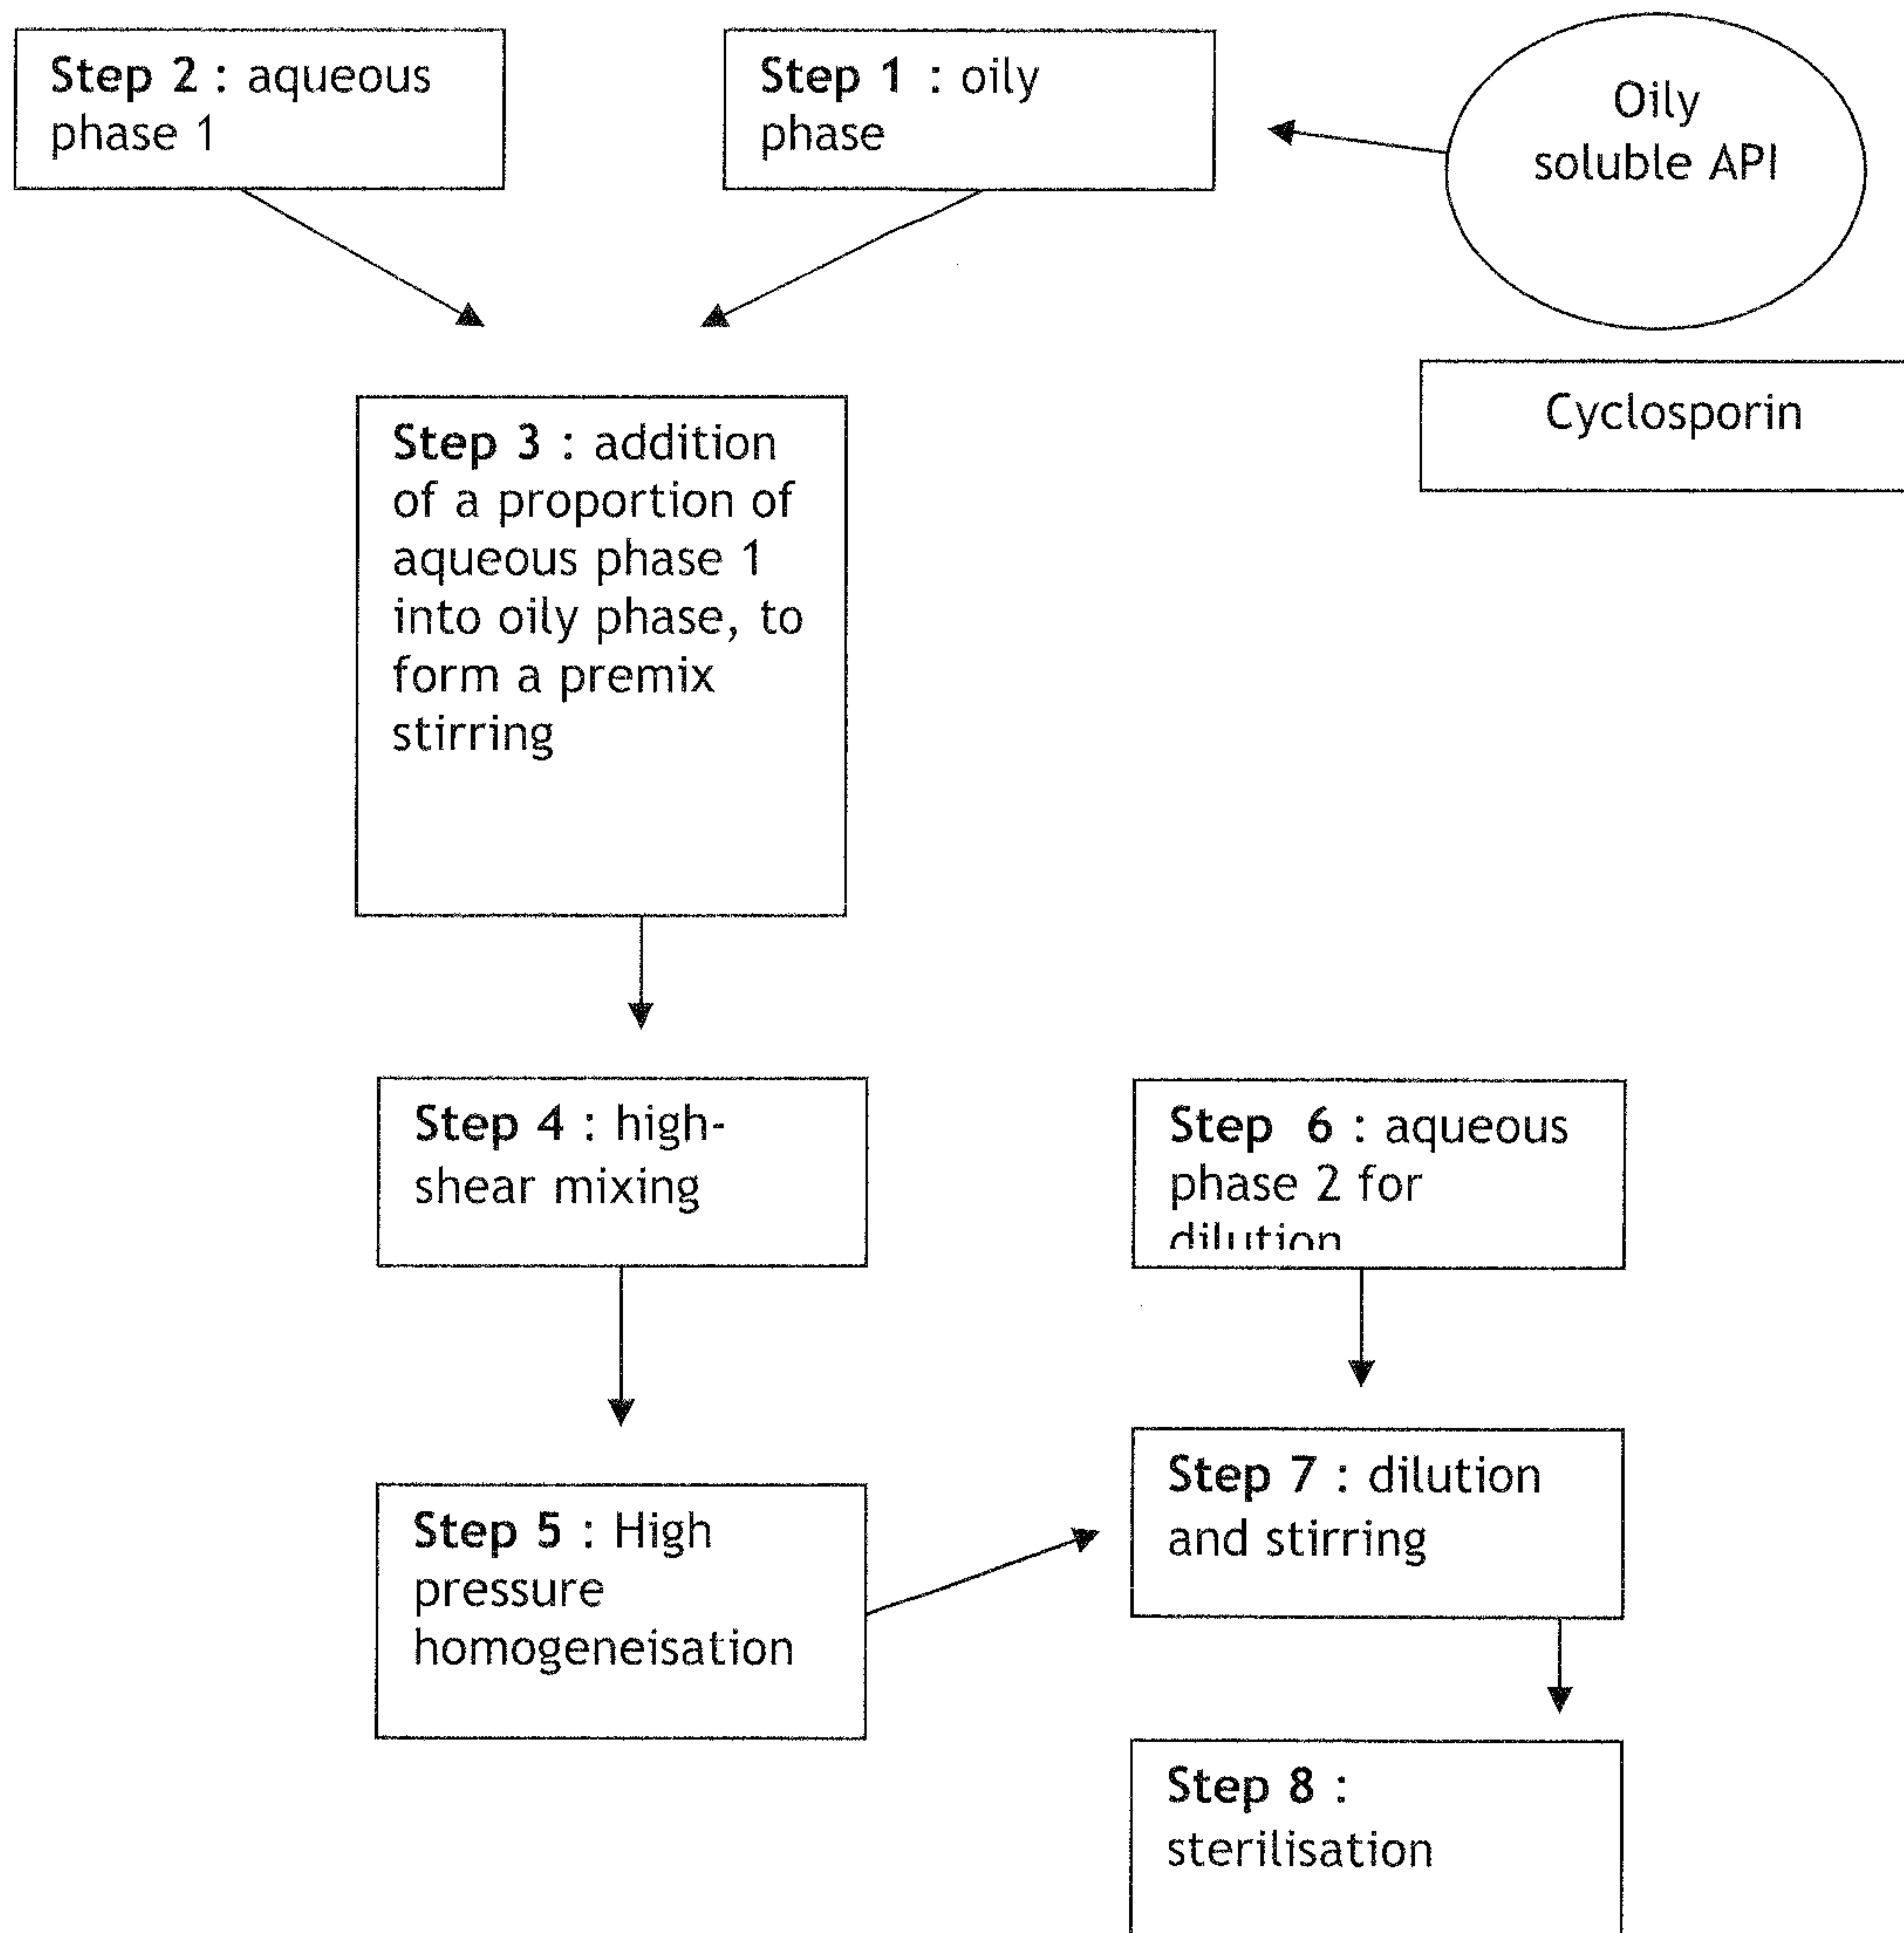 Step 2 : aqueous
phase 1
Step 1 : oily
phase
Oily
soluble API
Cyclosporin
Step 3 : addition
of a proportion of
aqueous phase 1
into oily phase, to
form a premix
stirring
Step 4 : high-
shear mixing
Step 6 : aqueous
phase 2 for
dilution
Step 5 : High
pressure
homogeneisation
Step 7 : dilution
and stirring
Step 8 :
sterilisation